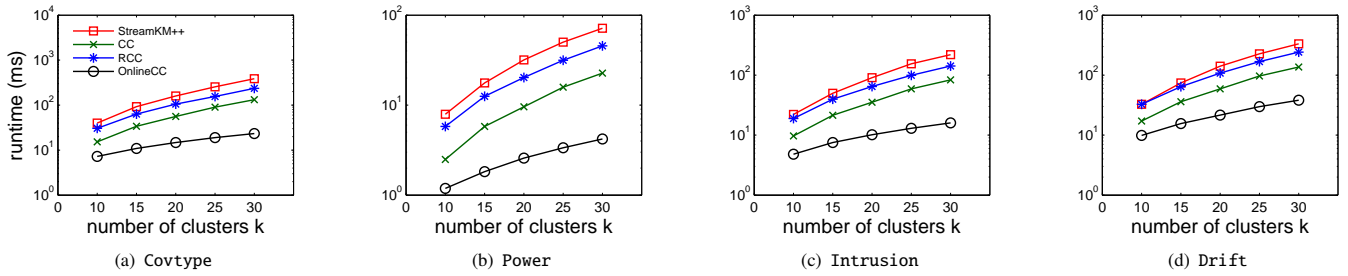 10^4
10^3
10^2
10^1
10^0
runtime (ms)
StreamKM++
CC
RCC
OnlineCC
0 10 15 20 25 30
number of clusters k
(a) Covtype
10^2
10^1
10^0
0 10 15 20 25 30
number of clusters k
(b) Power
10^3
10^2
10^1
10^0
0 10 15 20 25 30
number of clusters k
(c) Intrusion
10^3
10^2
10^1
10^0
0 10 15 20 25 30
number of clusters k
(d) Drift